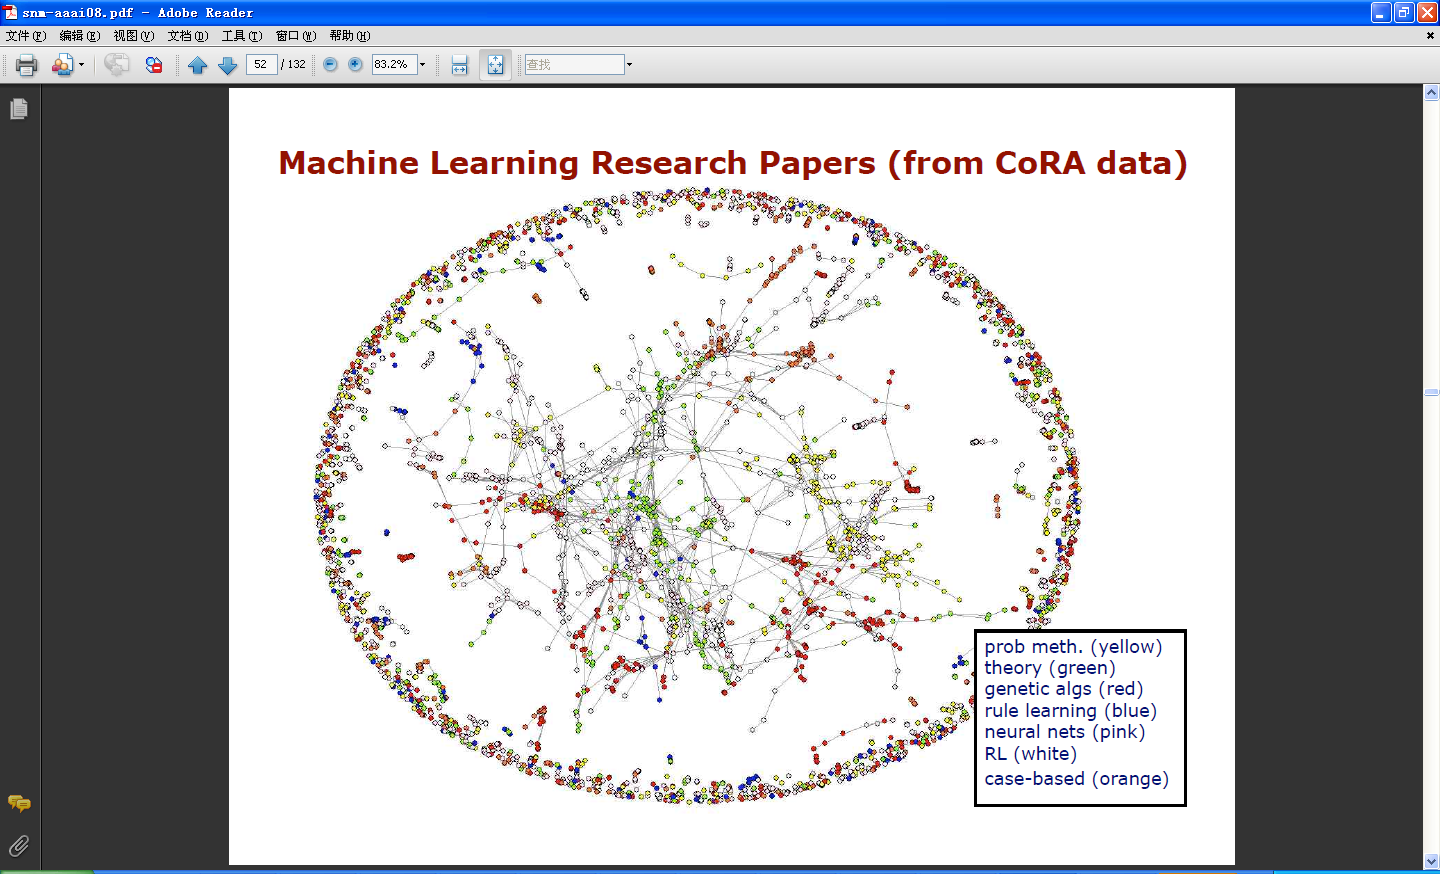 snm-aaai08.pdf - Adobe Reader
文件(F) 编辑(E) 视图(V) 文档(D) 工具(T) 窗口(W) 帮助(H)
52 / 132 83.2% 查找
Machine Learning Research Papers (from CoRA data)
prob meth. (yellow)
theory (green)
genetic algs (red)
rule learning (blue)
neural nets (pink)
RL (white)
case-based (orange)